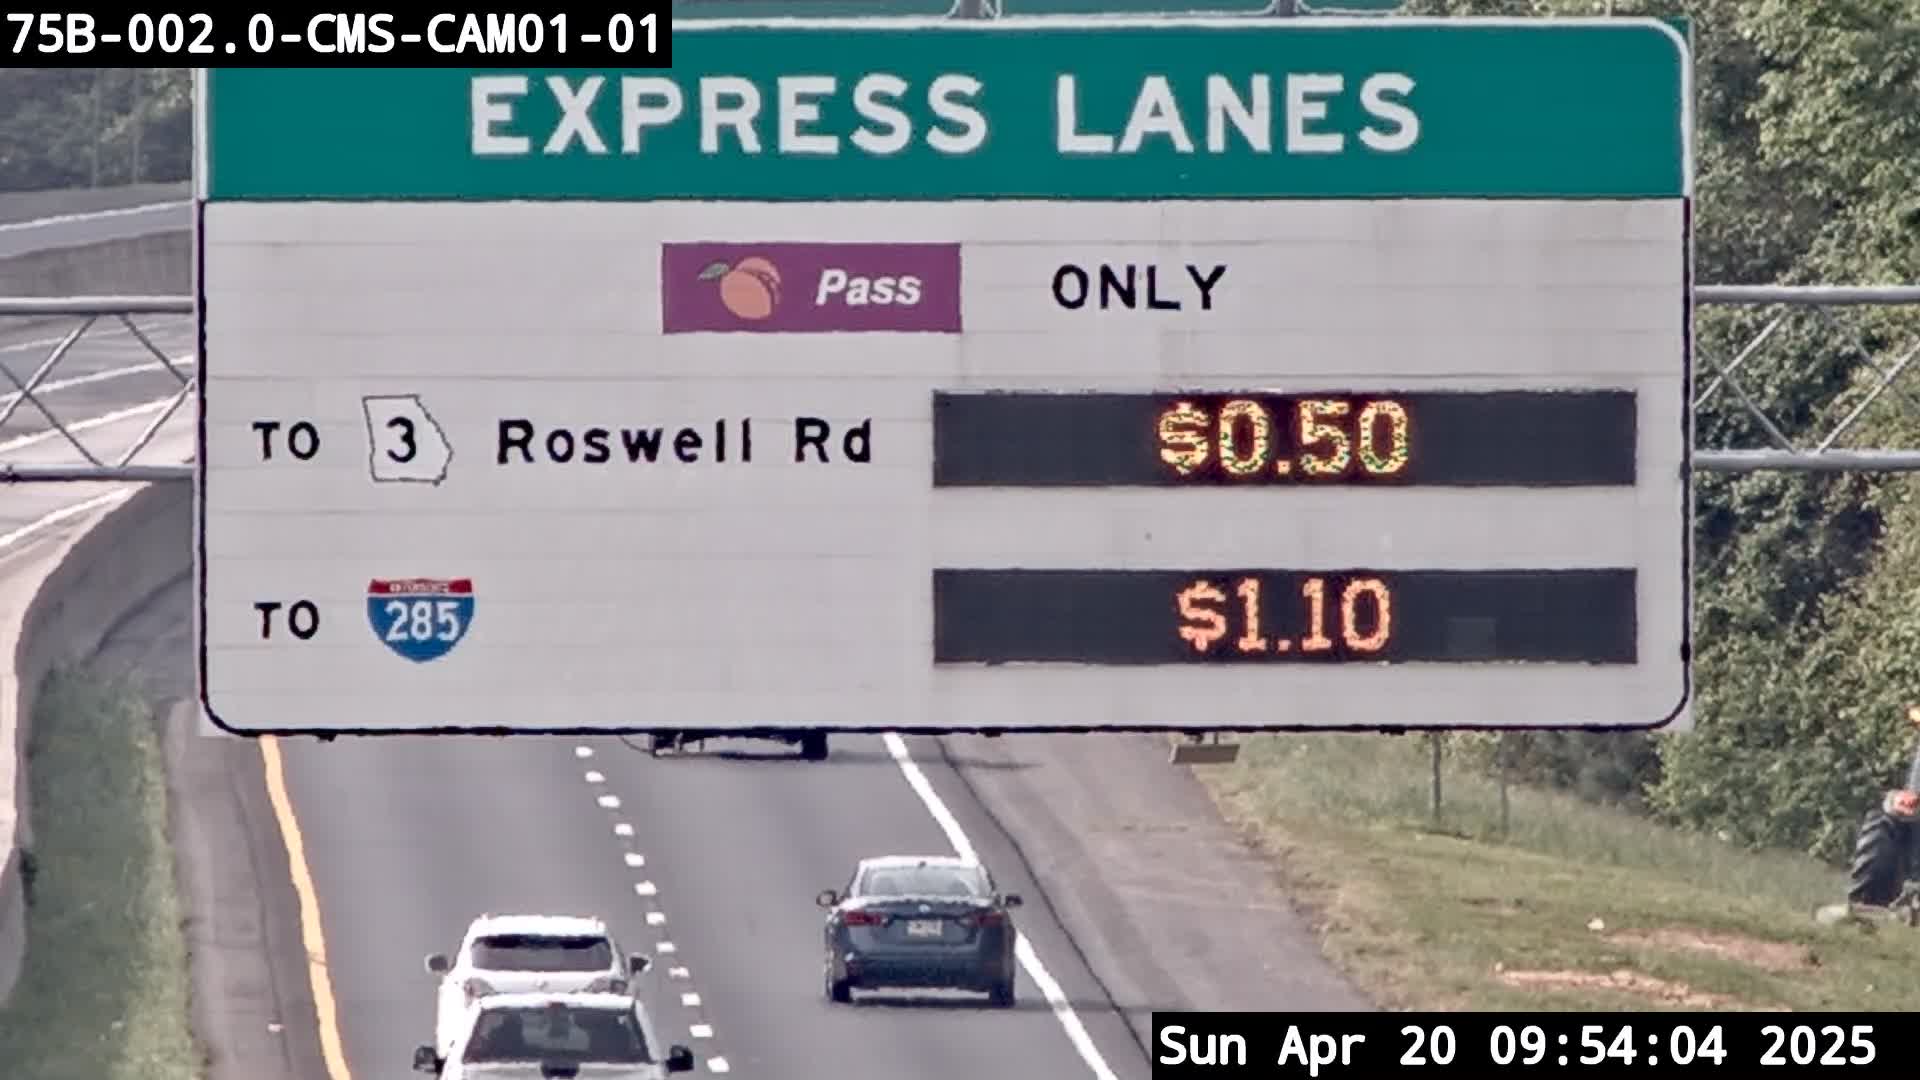 75B-002.0-CMS-CAM01-01
EXPRESS LANES
Pass ONLY
TO 3 Roswell Rd $0.50
TO INTERSTATE 285 $1.10
Sun Apr 20 09:54:04 2025